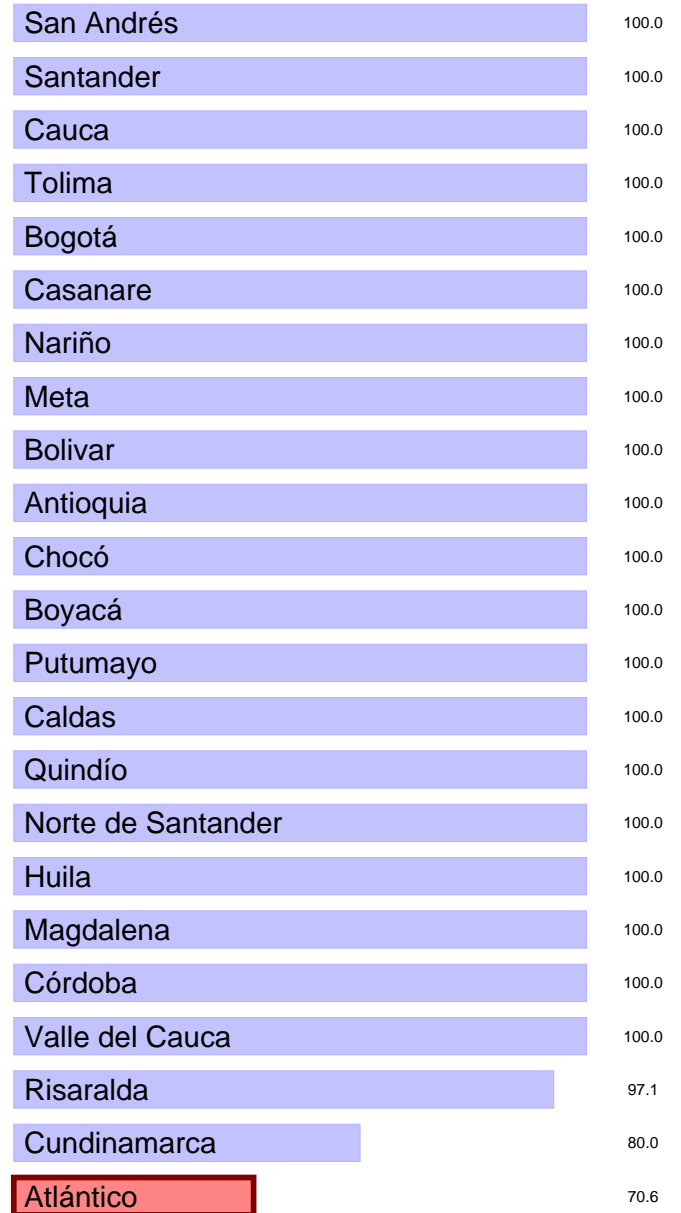 San Andrés 100.0
Santander 100.0
Cauca 100.0
Tolima 100.0
Bogotá 100.0
Casanare 100.0
Nariño 100.0
Meta 100.0
Bolivar 100.0
Antioquia 100.0
Chocó 100.0
Boyacá 100.0
Putumayo 100.0
Caldas 100.0
Quindío 100.0
Norte de Santander 100.0
Huila 100.0
Magdalena 100.0
Córdoba 100.0
Valle del Cauca 100.0
Risaralda 97.1
Cundinamarca 80.0
Atlántico 70.6